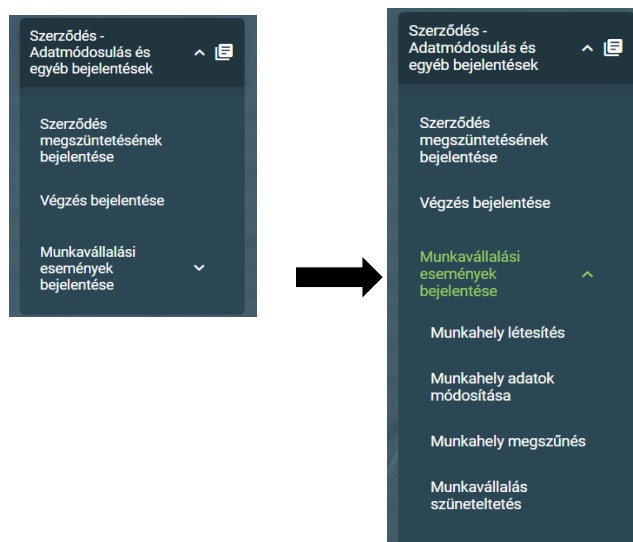 Szerződés -
Adatmódosulás és
egyéb bejelentések
Szerződés
megszüntetésének
bejelentése
Végzés bejelentése
Munkavállalási
események
bejelentése
Szerződés -
Adatmódosulás és
egyéb bejelentések
Szerződés
megszüntetésének
bejelentése
Végzés bejelentése
Munkavállalási
események
bejelentése
Munkahely létesítés
Munkahely adatok
módosítása
Munkahely megszűnés
Munkavállalás
szüneteltetés